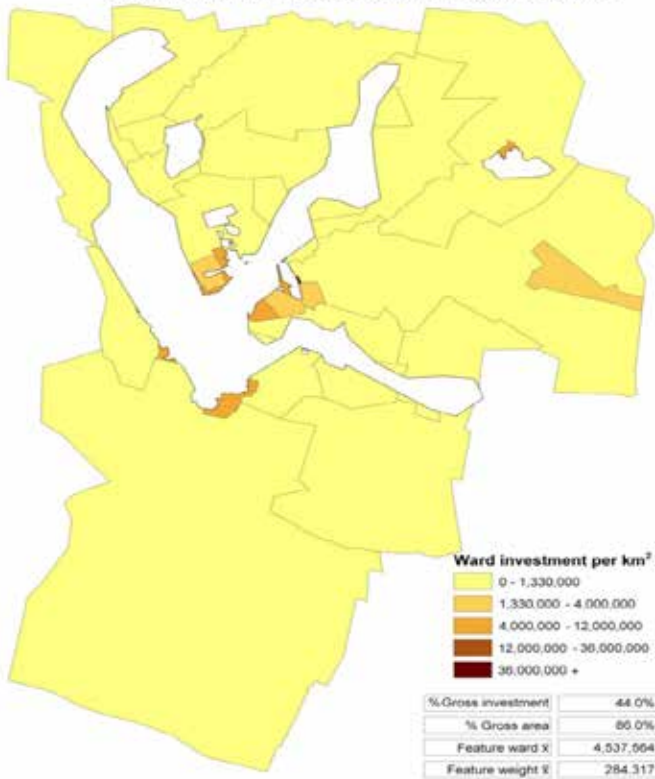 Ward investment per km²
0 - 1,330,000
1,330,000 - 4,000,000
4,000,000 - 12,000,000
12,000,000 - 36,000,000
36,000,000 +
%Gross investment 44.0%
% Gross area 86.0%
Feature ward x̄ 4,537,564
Feature weight x̄ 284.317